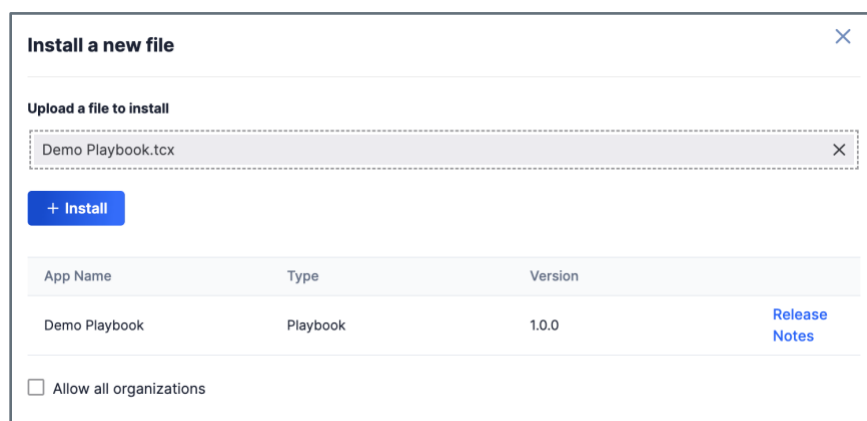 Install a new file
Upload a file to install
Demo Playbook.tcx
+ Install
App Name Type Version
Demo Playbook Playbook 1.0.0 Release
Notes
Allow all organizations